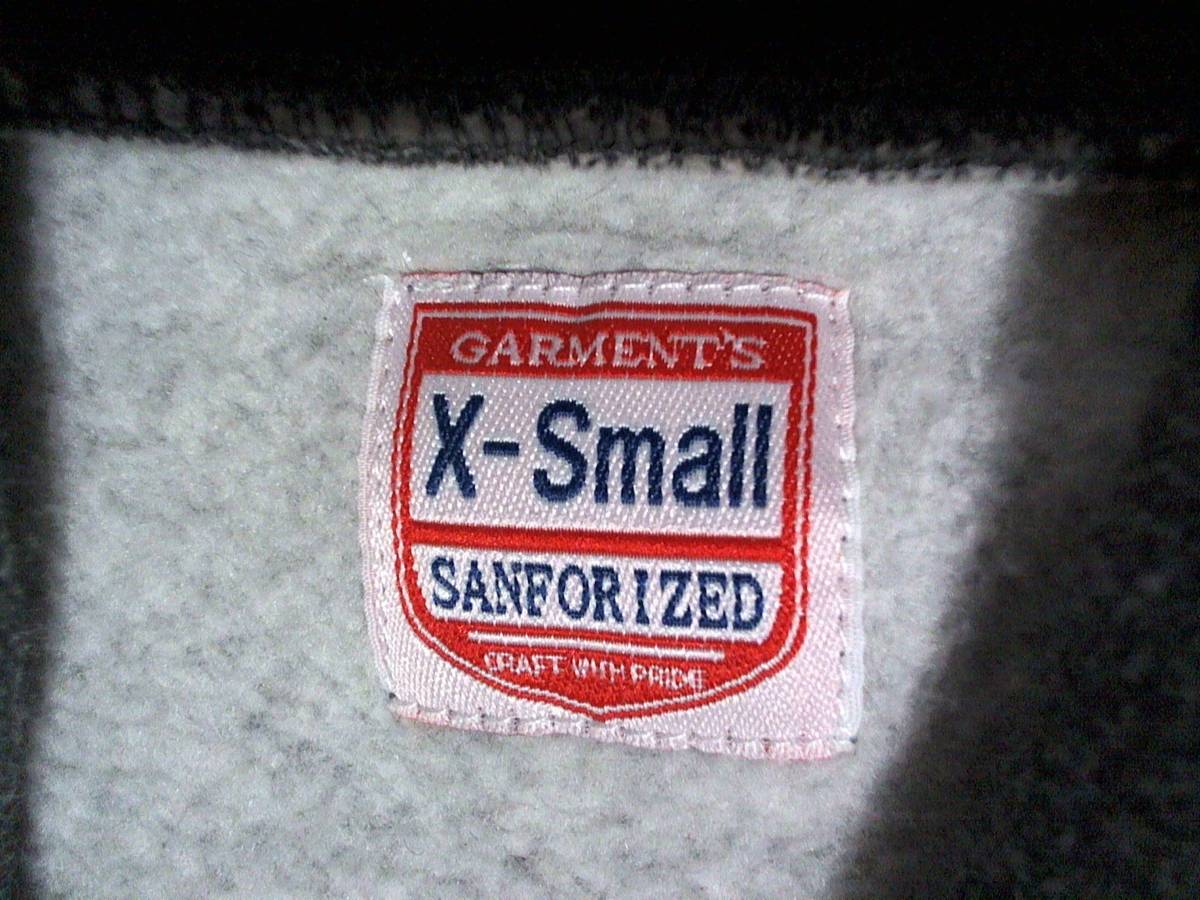 GARMENT'S
X-Small
SANFORIZED
CRAFT WITH PRIDE